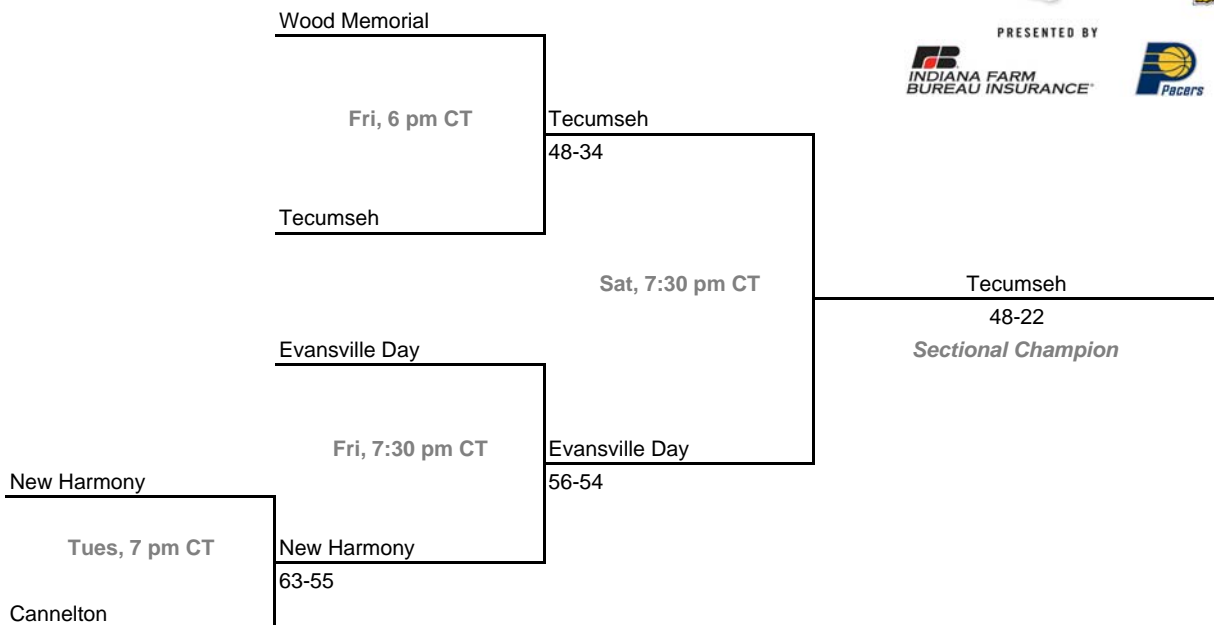 Wood Memorial
PRESENTED BY
INDIANA FARM
BUREAU INSURANCE
Pacers
Fri, 6 pm CT
Tecumseh
48-34
Tecumseh
Sat, 7:30 pm CT
Tecumseh
48-22
Sectional Champion
Evansville Day
Fri, 7:30 pm CT
Evansville Day
56-54
New Harmony
Tues, 7 pm CT
New Harmony
63-55
Cannelton